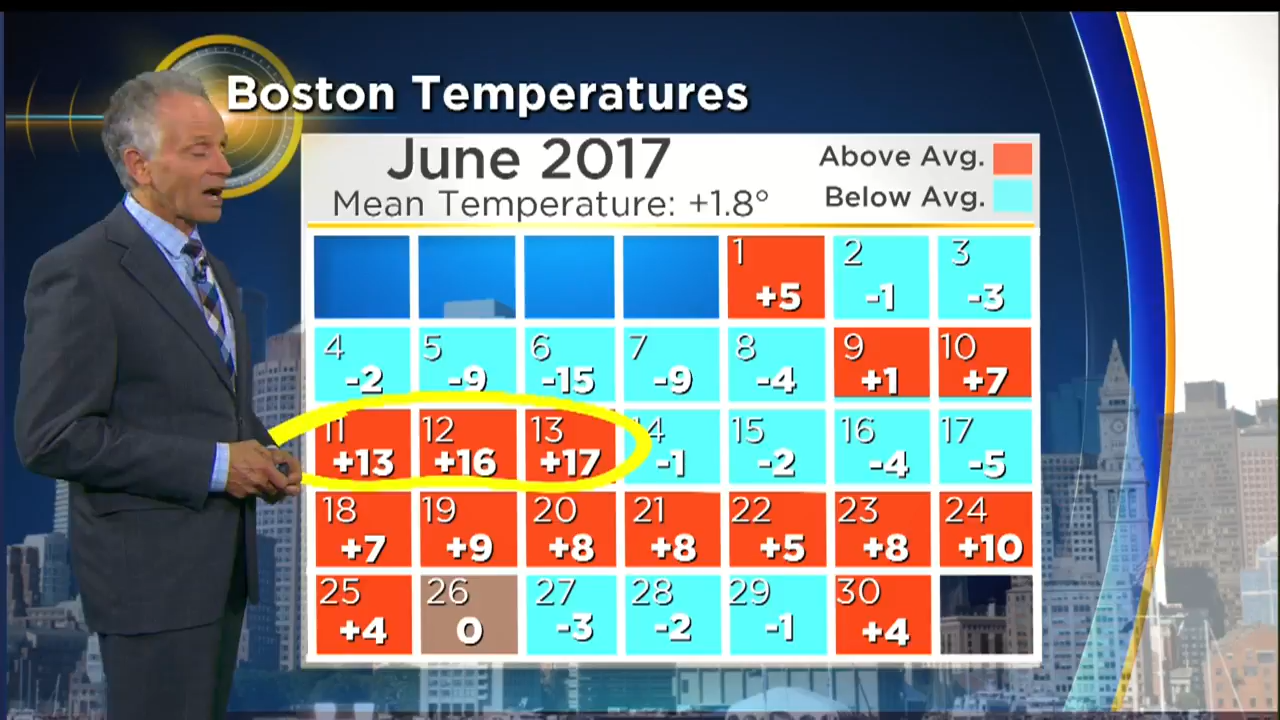 Boston Temperatures
June 2017
Above Avg.
Mean Temperature: +1.8°
Below Avg.
1 2 3
+5 -1 -3
4 5 6 7 8 9 10
-2 -9 -15 -9 -4 +1 +7
11 12 13 14 15 16 17
+13 +16 +17 -1 -2 -4 -5
18 19 20 21 22 23 24
+7 +9 +8 +8 +5 +8 +10
25 26 27 28 29 30
+4 0 -3 -2 -1 +4